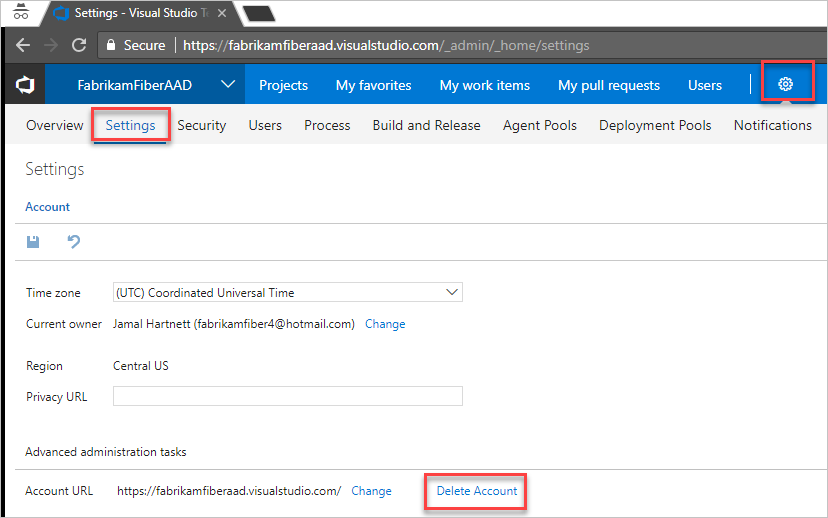 Settings - Visual Studio Te
Secure https://fabrikamfiberaad.visualstudio.com/_admin/_home/settings
FabrikamFiberAAD Projects My favorites My work items My pull requests Users
Overview Settings Security Users Process Build and Release Agent Pools Deployment Pools Notifications
Settings
Account
Time zone (UTC) Coordinated Universal Time
Current owner Jamal Hartnett (fabrikamfiber4@hotmail.com) Change
Region Central US
Privacy URL
Advanced administration tasks
Account URL https://fabrikamfiberaad.visualstudio.com/ Change Delete Account